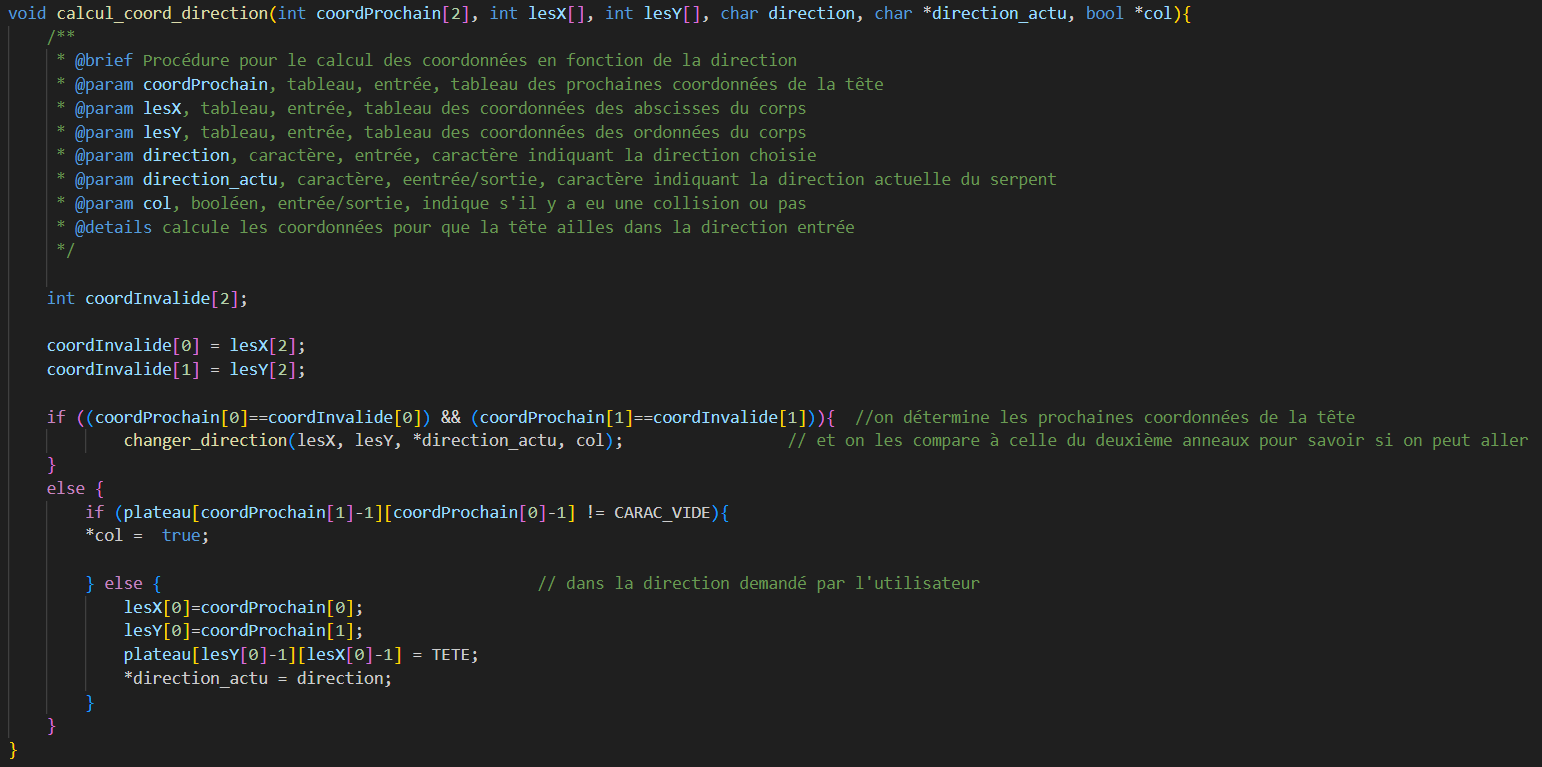 void calcul_coord_direction(int coordProchain[2], int lesX[], int lesY[], char direction, char *direction_actu, bool *col){
/**
* @brief Procédure pour le calcul des coordonnées en fonction de la direction
* @param coordProchain, tableau, entrée, tableau des prochaines coordonnées de la tête
* @param lesX, tableau, entrée, tableau des coordonnées des abscisses du corps
* @param lesY, tableau, entrée, tableau des coordonnées des ordonnées du corps
* @param direction, caractère, entrée, caractère indiquant la direction choisie
* @param direction_actu, caractère, eentrée/sortie, caractère indiquant la direction actuelle du serpent
* @param col, booléen, entrée/sortie, indique s'il y a eu une collision ou pas
* @details calcule les coordonnées pour que la tête ailles dans la direction entrée
*/
int coordInvalide[2];
coordInvalide[0] = lesX[2];
coordInvalide[1] = lesY[2];
if ((coordProchain[0]==coordInvalide[0]) && (coordProchain[1]==coordInvalide[1])){ //on détermine les prochaines coordonnées de la tête
changer_direction(lesX, lesY, *direction_actu, col); // et on les compare à celle du deuxième anneaux pour savoir si on peut aller
}
else {
if (plateau[coordProchain[1]-1][coordProchain[0]-1] != CARAC_VIDE){
*col = true;
} else { // dans la direction demandé par l'utilisateur
lesX[0]=coordProchain[0];
lesY[0]=coordProchain[1];
plateau[lesY[0]-1][lesX[0]-1] = TETE;
*direction_actu = direction;
}
}
}